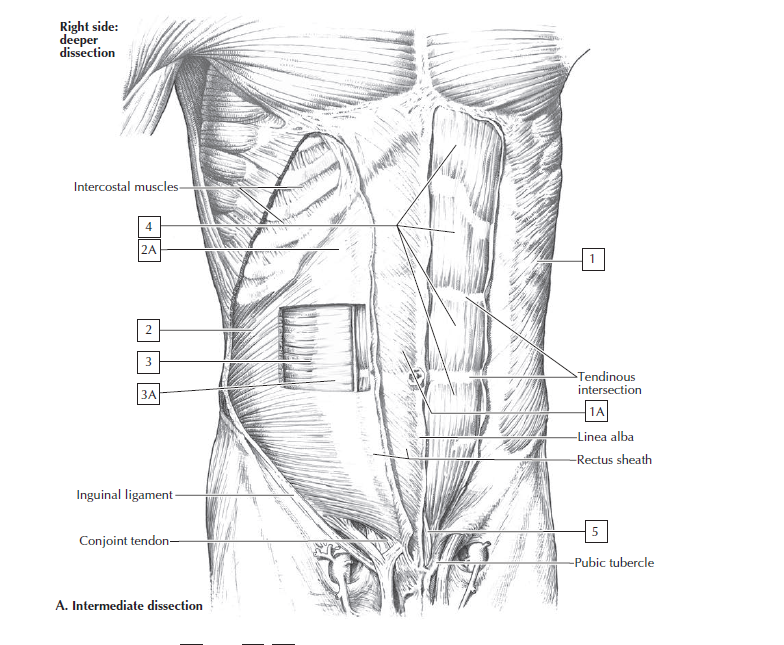 Right side:
deeper
dissection
Intercostal muscles
4
2A
1
2
3
3A
Tendinous
intersection
1A
Linea alba
Rectus sheath
Inguinal ligament
5
Conjoint tendon
Pubic tubercle
A. Intermediate dissection